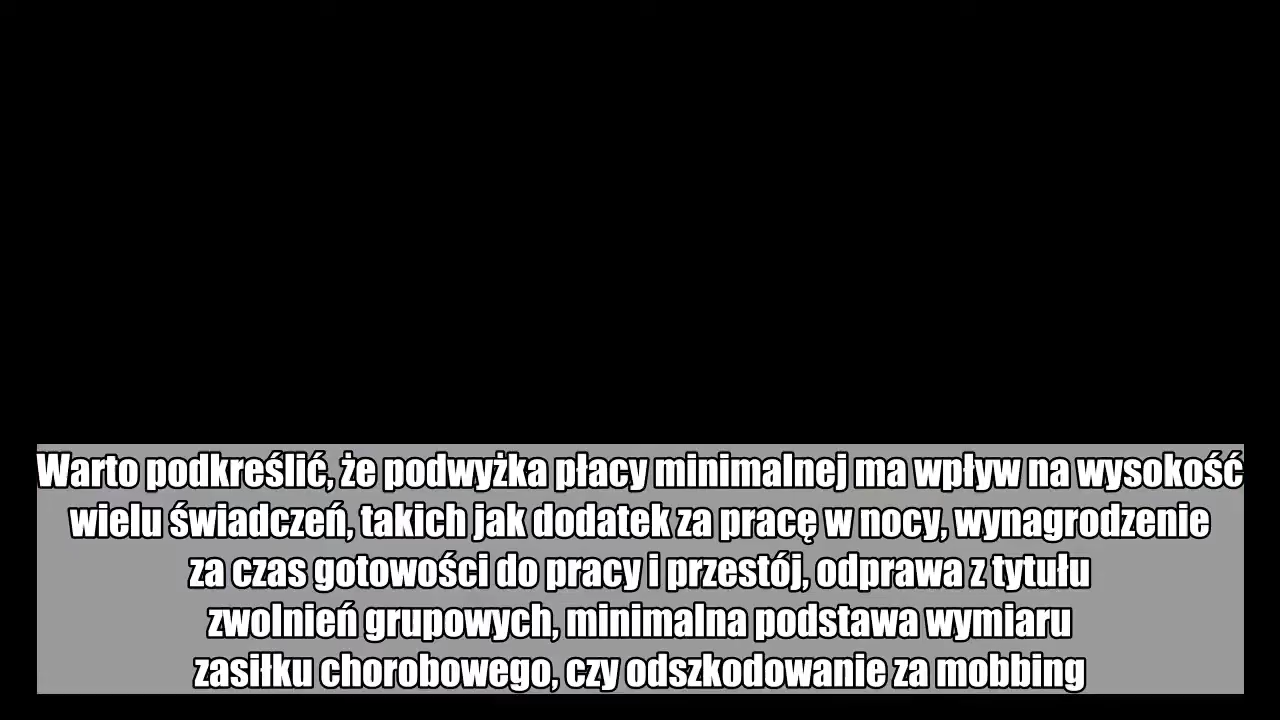 Warto podkreślić, że podwyżka płacy minimalnej ma wpływ na wysokość
wielu świadczeń, takich jak dodatek za pracę w nocy, wynagrodzenie
za czas gotowości do pracy i przestój, odprawa z tytułu
zwolnień grupowych, minimalna podstawa wymiaru
zasiłku chorobowego, czy odszkodowanie za mobbing